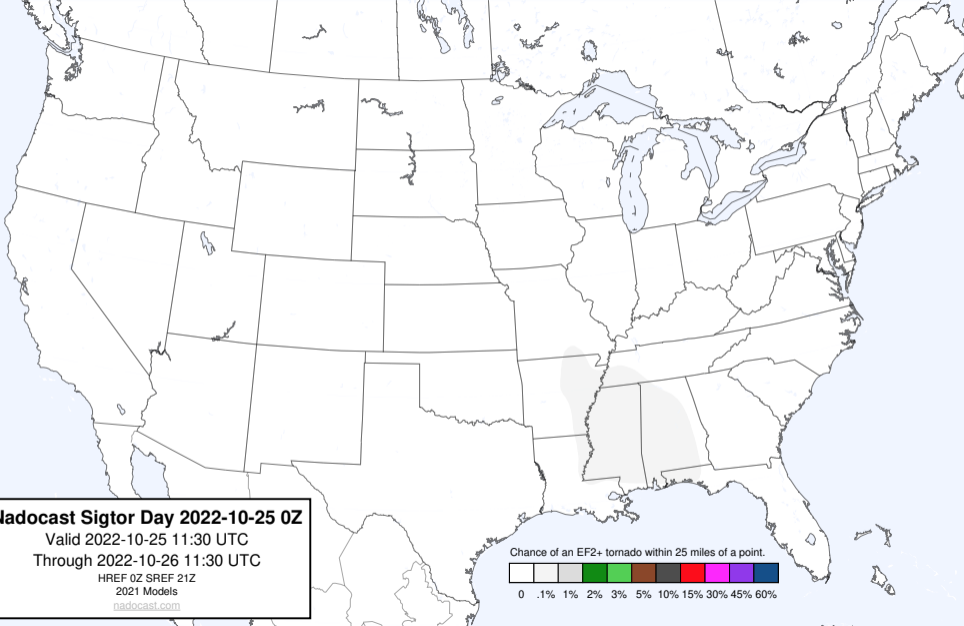 Nadocast Sigtor Day 2022-10-25 0Z
Valid 2022-10-25 11:30 UTC
Through 2022-10-26 11:30 UTC
HREF 0Z SREF 21Z
2021 Models
nadocast.com
Chance of an EF2+ tornado within 25 miles of a point.
0 .1% 1% 2% 3% 5% 10% 15% 30% 45% 60%